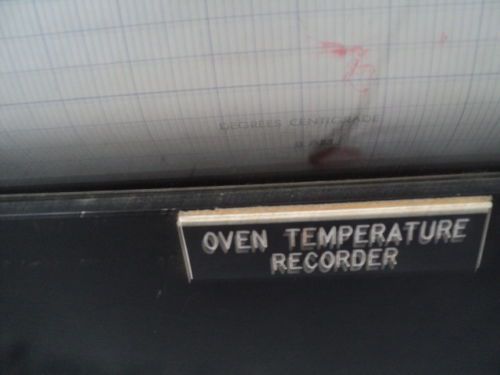 DEGREES CENTIGRADE
OVEN TEMPERATURE
RECORDER